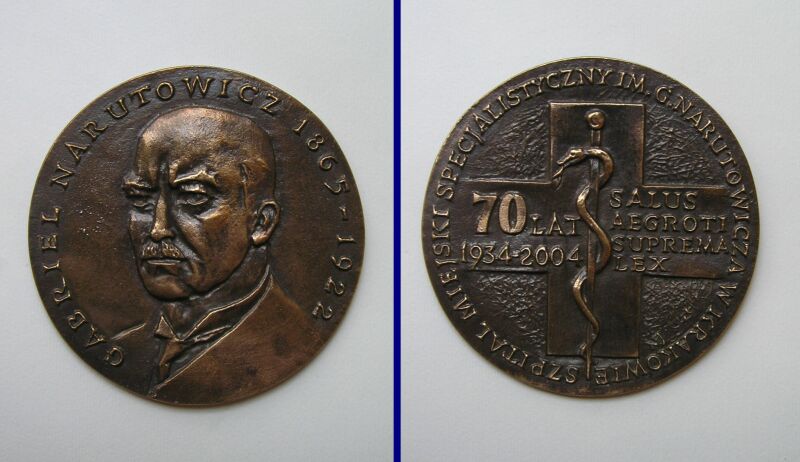 GABRIEL NARUTOWICZ 1865-1922
SZPITAL MIEJSKI SPECJALISTYCZNY IM. G. NARUTOWICZA W KRAKOWIE
70 LAT
1934-2004
SALUS
AEGROTI
SUPREMA
LEX